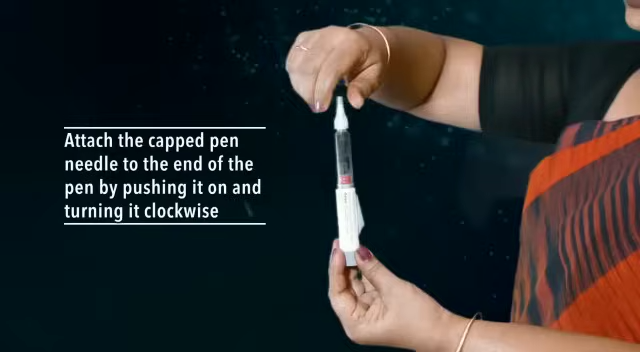 Attach the capped pen
needle to the end of the
pen by pushing it on and
turning it clockwise